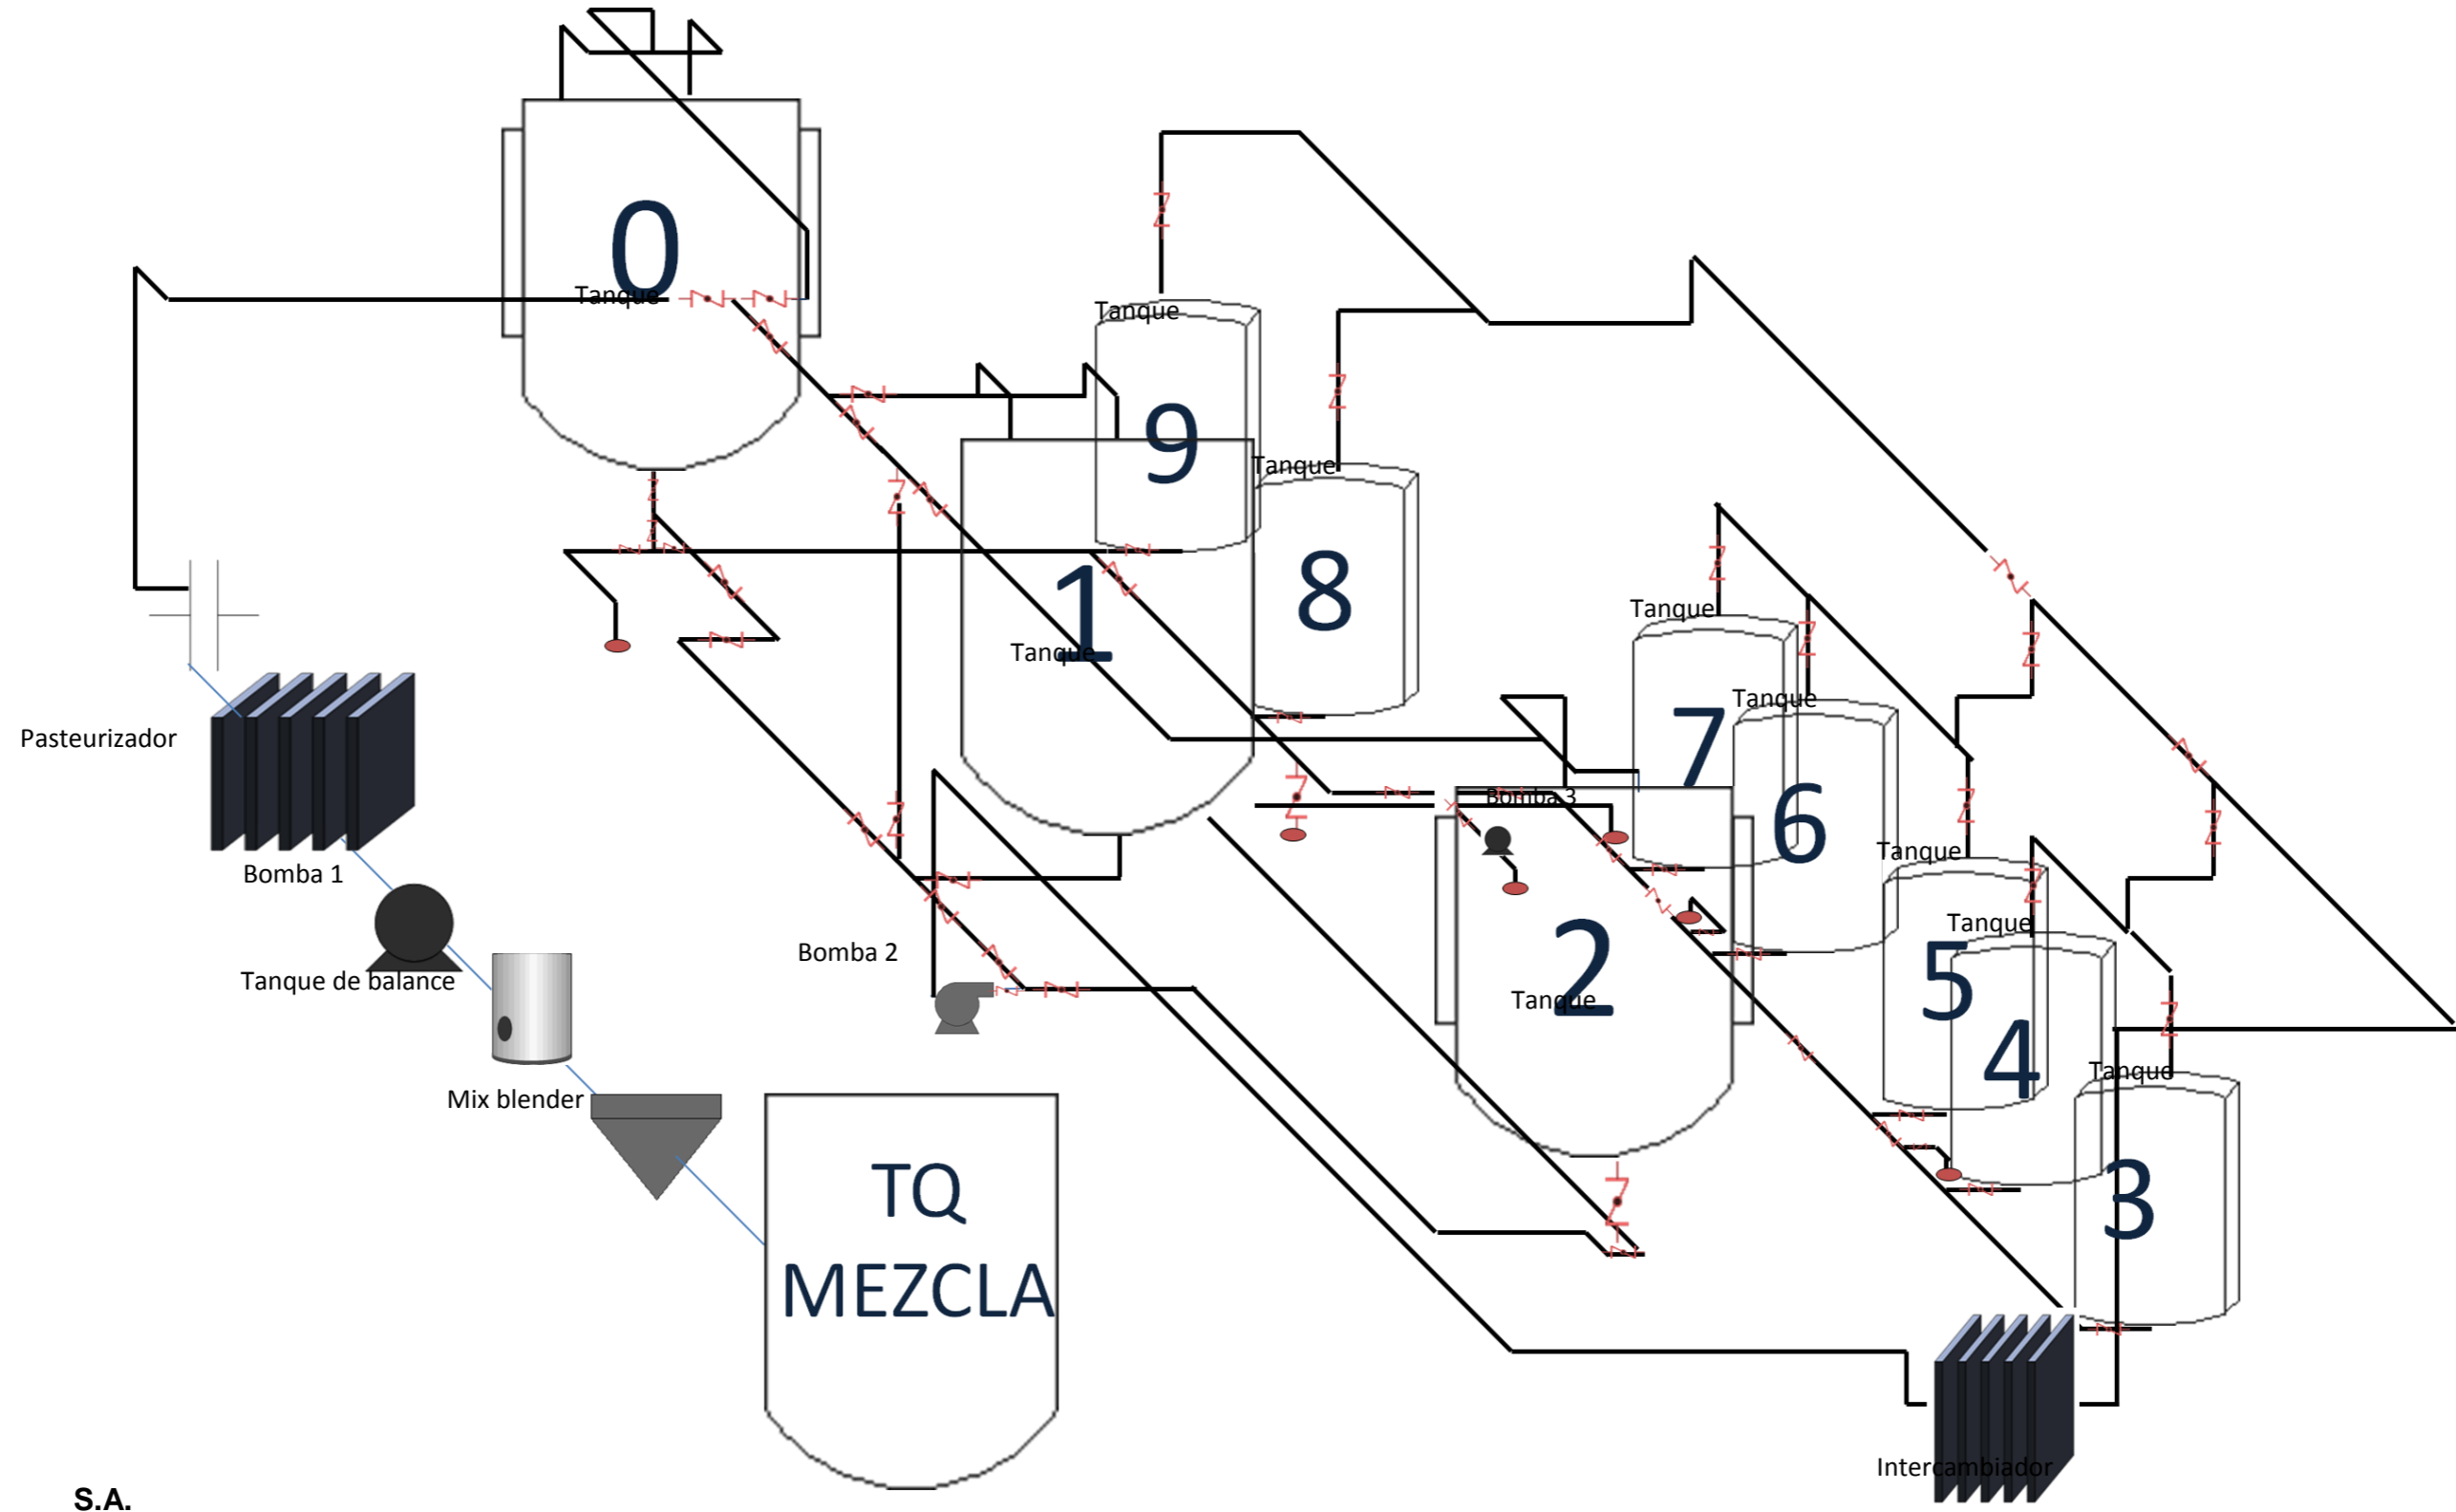 0
Tanque
Tanque
9
Tanque
8
1
Tanque
Tanque
7
Tanque
6
Pasteurizador
Bomba 3
Bomba 1
Tanque
5
Tanque
4
2
Tanque
Bomba 2
Tanque de balance
Tanque
3
Mix blender
TQ
MEZCLA
Intercambiador
S.A.